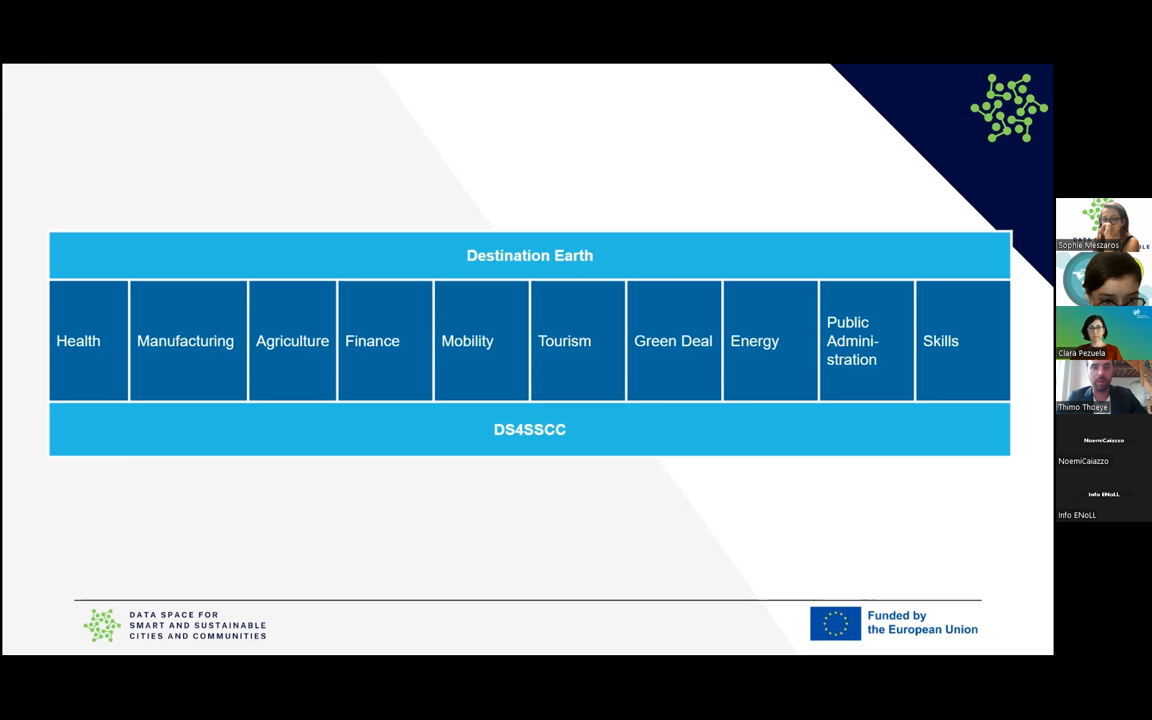 Destination Earth
Health
Manufacturing
Agriculture
Finance
Mobility
Tourism
Green Deal
Energy
Public
Admini-
stration
Skills
DS4SSCC
DATA SPACE FOR
SMART AND SUSTAINABLE
CITIES AND COMMUNITIES
Funded by
the European Union
Sophie Meszaros
Clara Pezuela
Thimo Thoeye
NoemiCaiazzo
NoemiCaiazzo
Info ENoLL
Info ENoLL